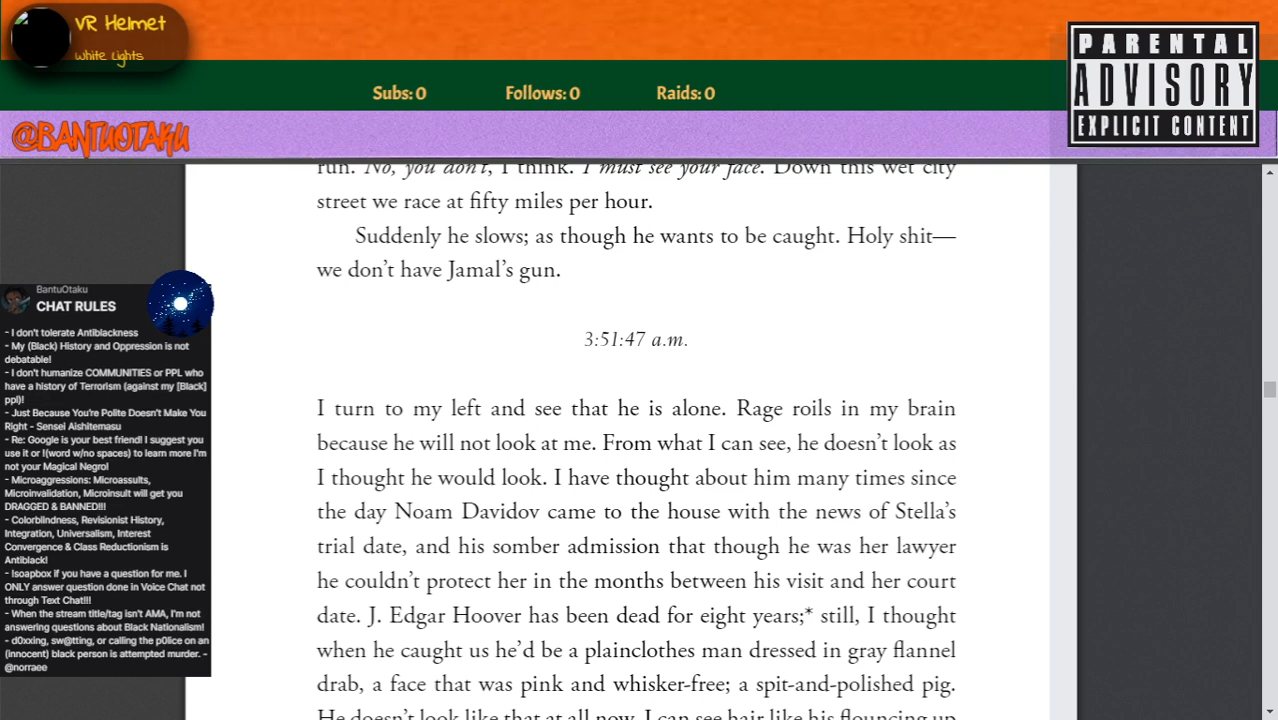 VR Helmet
White Lights
PARENTAL
ADVISORY
EXPLICIT CONTENT
Subs: 0 Follows: 0 Raids: 0
@BANTUOTAKU
run. No, you don't, I think. I must see your face. Down this wet city
street we race at fifty miles per hour.
Suddenly he slows; as though he wants to be caught. Holy shit—
we don't have Jamal's gun.
3:51:47 a.m.
I turn to my left and see that he is alone. Rage roils in my brain
because he will not look at me. From what I can see, he doesn't look as
I thought he would look. I have thought about him many times since
the day Noam Davidov came to the house with the news of Stella's
trial date, and his somber admission that though he was her lawyer
he couldn't protect her in the months between his visit and her court
date. J. Edgar Hoover has been dead for eight years;* still, I thought
when he caught us he'd be a plainclothes man dressed in gray flannel
drab, a face that was pink and whisker-free; a spit-and-polished pig.
He doesn't look like that at all now. I can see hair like his flouncing up
BantuOtaku
CHAT RULES
- I don't tolerate Antiblackness
- My (Black) History and Oppression is not
debatable!
- I don't humanize COMMUNITIES or PPL who
have a history of Terrorism (against my [Black]
ppl)!
- Just Because You're Polite Doesn't Make You
Right - Sensei Aishitemasu
- Re: Google is your best friend! I suggest you
use it or !(word w/no spaces) to learn more I'm
not your Magical Negro!
- Microaggressions: Microassults,
Microinvalidation, Microinsult will get you
DRAGGED & BANNED!!!
- Colorblindness, Revisionist History,
Integration, Universalism, Interest
Convergence & Class Reductionism is
Antiblack!
- !soapbox if you have a question for me. I
ONLY answer question done in Voice Chat not
through Text Chat!!!
- When the stream title/tag isn't AMA, I'm not
answering questions about Black Nationalism!
- d0xxing, sw@tting, or calling the p0lice on an
(innocent) black person is attempted murder. -
@norraee